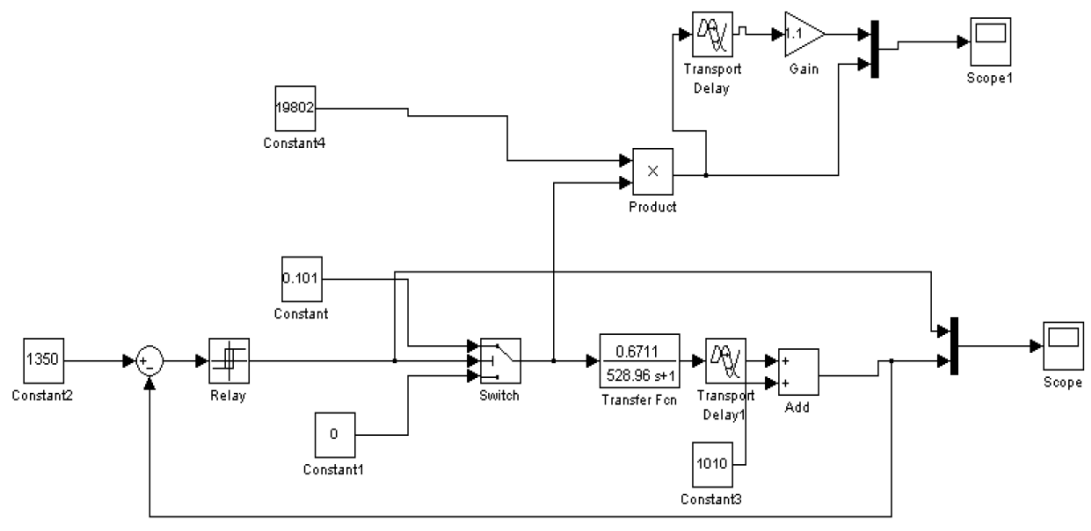 1.1
Transport
Delay
Gain
Scope1
19802
Constant4
×
Product
0.101
Constant
1350
Constant2
+
−
Relay
0
Constant1
Switch
0.6711
528.96 s+1
Transfer Fcn
Transport
Delay1
+
+
Add
1010
Constant3
Scope